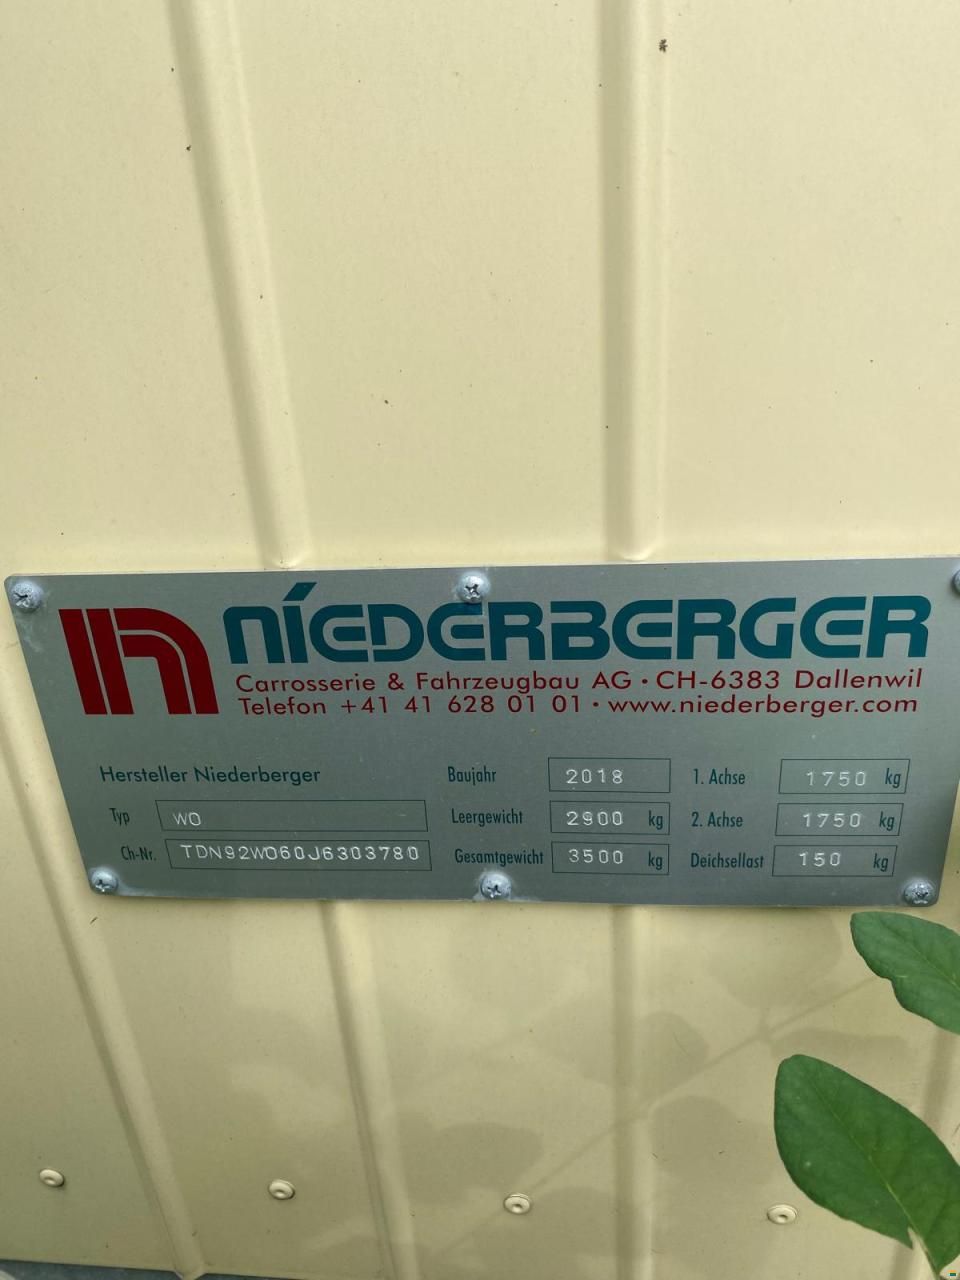 NIEDERBERGER
Carrosserie & Fahrzeugbau AG · CH-6383 Dallenwil
Telefon +41 41 628 01 01 · www.niederberger.com
Hersteller Niederberger Baujahr 2018 1. Achse 1750 kg
Typ WO Leergewicht 2900 kg 2. Achse 1750 kg
Ch-Nr. TDN92WO60J6303780 Gesamtgewicht 3500 kg Deichsellast 150 kg